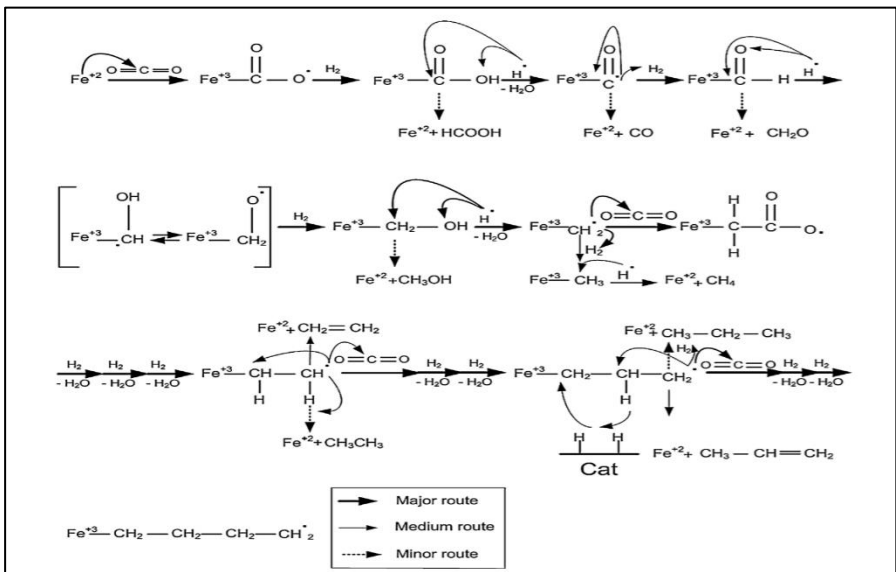 Fe+2 O=C=O Fe+3—C—O• O H2 Fe+3—C—OH O H• - H2O Fe+3—C• O H2 Fe+3—C—H O H•
Fe+2+HCOOH Fe+2+ CO Fe+2+ CH2O
OH O•
Fe+3—CH• Fe+3—CH2 H2 Fe+3—CH2—OH H• - H2O Fe+3—CH•2 O=C=O Fe+3—C—C—O• H H O
H2
Fe+2+CH3OH Fe+3—CH3 H• Fe+2+ CH4
Fe+2+CH2=CH2 Fe+2+CH3—CH2—CH3
H2 H2 H2 Fe+3—CH—CH• O=C=O H2 H2 Fe+3—CH2—CH—CH2• H2 O=C=O H2 H2
- H2O - H2O - H2O H H - H2O - H2O H - H2O - H2O
Fe+2+CH3CH3 H H
Cat Fe+2+ CH3—CH=CH2
Major route
Medium route
Minor route
Fe+3—CH2—CH2—CH2—CH•2